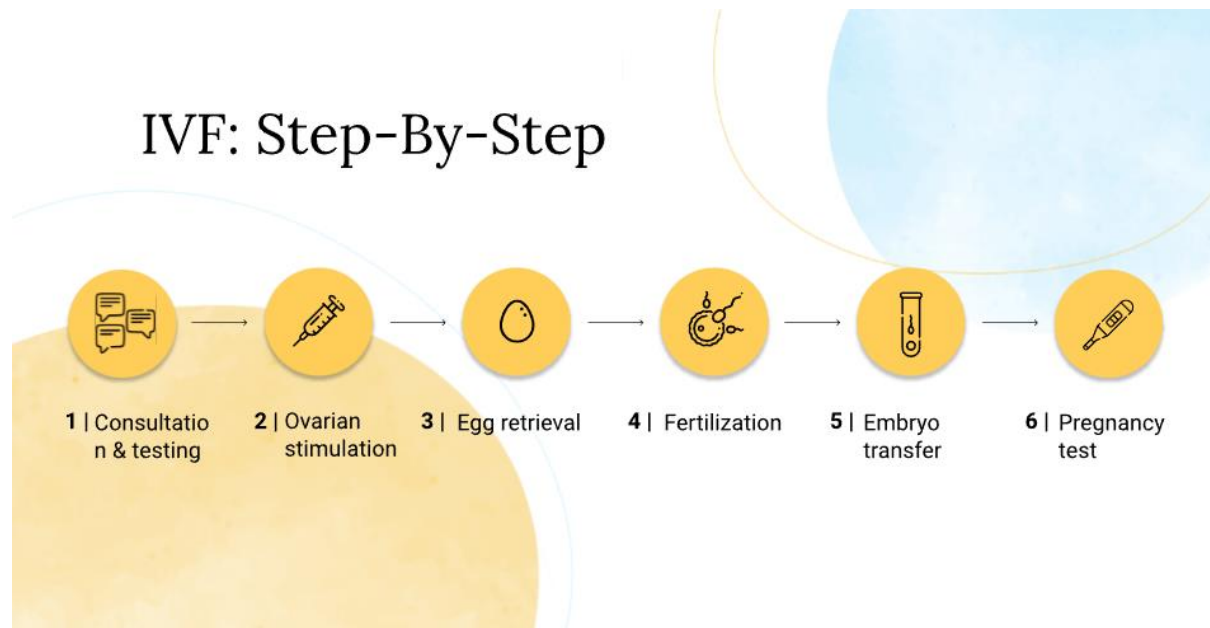 IVF: Step-By-Step
1 | Consultatio
n & testing
2 | Ovarian
stimulation
3 | Egg retrieval
4 | Fertilization
5 | Embryo
transfer
6 | Pregnancy
test